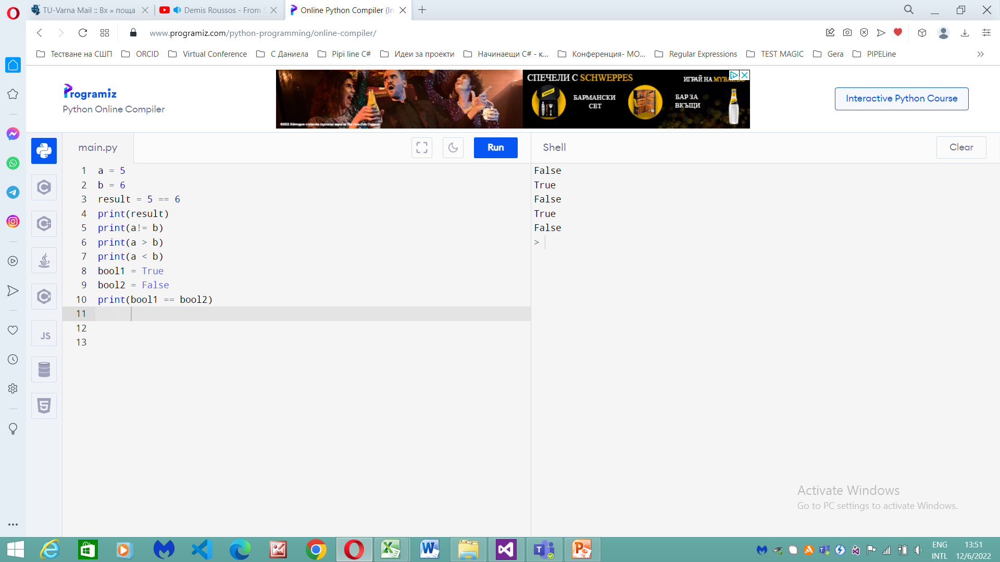 TU-Varna Mail :: Вх » поща
Demis Roussos - From
Online Python Compiler (In
www.programiz.com/python-programming/online-compiler/
Тестване на СШП
ORCID
Virtual Conference
С Даниела
Pipi line C#
Идеи за проекти
Начинаещи C# - к...
Конференция- МО...
Regular Expressions
TEST MAGIC
Gera
PIPELine
Programiz
Python Online Compiler
СПЕЧЕЛИ С SCHWEPPES
ИГРАЙ НА
БАРМАНСКИ
СЕТ
БАР ЗА
ВКЪЩИ
Interactive Python Course
main.py
Run
Shell
Clear
1 a = 5
2 b = 6
3 result = 5 == 6
4 print(result)
5 print(a!= b)
6 print(a > b)
7 print(a < b)
8 bool1 = True
9 bool2 = False
10 print(bool1 == bool2)
11
12
13
False
True
False
True
False
>
JS
Activate Windows
Go to PC settings to activate Windows.
ENG
INTL
13:51
12/6/2022